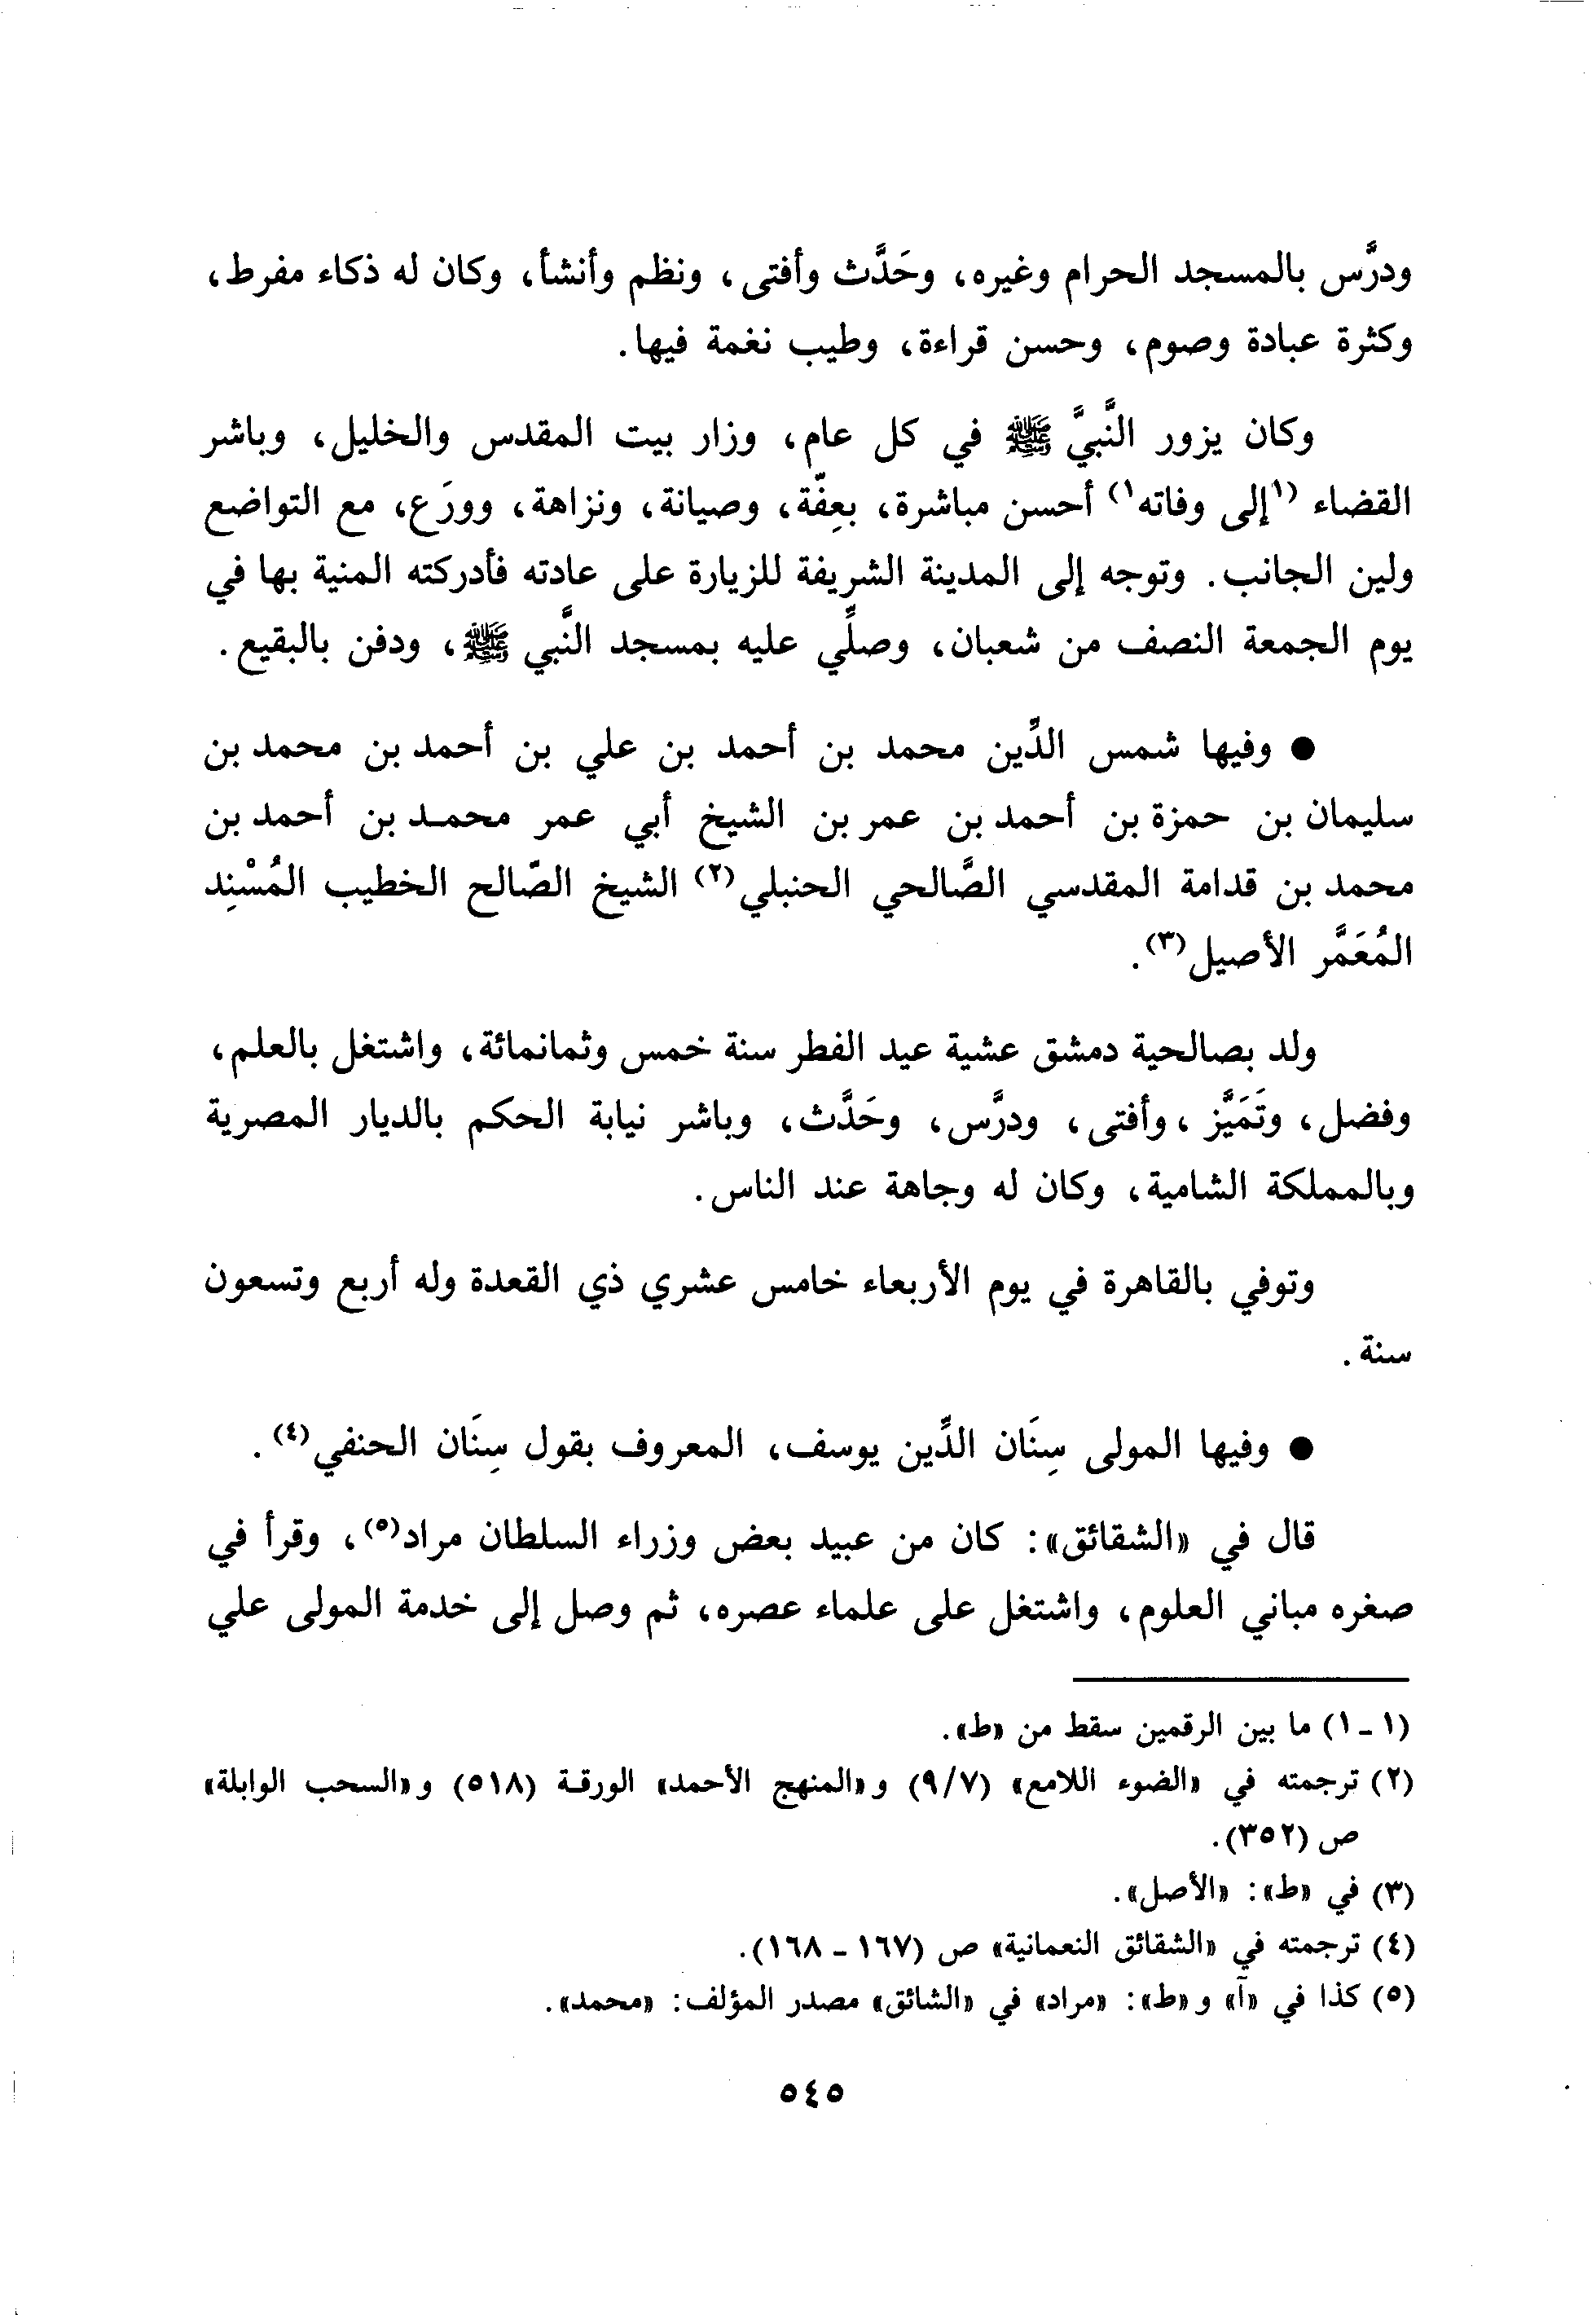 ودرَّس بالمسجد الحرام وغيره، وحَدَّث وأفتى، ونظم وأنشأ، وكان له ذكاء مفرط،
وكثرة عبادة وصوم، وحسن قراءة، وطيب نغمة فيها.
وكان يزور النَّبيَّ ﷺ في كل عام، وزار بيت المقدس والخليل، وباشر
القضاء (١إلى وفاته١) أحسن مباشرة، بعِفّة، وصيانة، ونزاهة، وورَع، مع التواضع
ولين الجانب. وتوجه إلى المدينة الشريفة للزيارة على عادته فأدركته المنية بها في
يوم الجمعة النصف من شعبان، وصلِّي عليه بمسجد النَّبي ﷺ، ودفن بالبقيع.
● وفيها شمس الدِّين محمد بن أحمد بن علي بن أحمد بن محمد بن
سليمان بن حمزة بن أحمد بن عمر بن الشيخ أبي عمر محمـد بن أحمد بن
محمد بن قدامة المقدسي الصَّالحي الحنبلي(٢) الشيخ الصّالح الخطيب المُسْنِد
المُعَمَّر الأصيل(٣).
ولد بصالحية دمشق عشية عيد الفطر سنة خمس وثمانمائة، واشتغل بالعلم،
وفضل، وتَمَيَّز، وأفتى، ودرَّس، وحَدَّث، وباشر نيابة الحكم بالديار المصرية
وبالمملكة الشامية، وكان له وجاهة عند الناس.
وتوفي بالقاهرة في يوم الأربعاء خامس عشري ذي القعدة وله أربع وتسعون
سنة.
● وفيها المولى سِنَان الدِّين يوسف، المعروف بقول سِنَان الحنفي(٤).
قال في «الشقائق»: كان من عبيد بعض وزراء السلطان مراد(٥)، وقرأ في
صغره مباني العلوم، واشتغل على علماء عصره، ثم وصل إلى خدمة المولى علي
(١ - ١) ما بين الرقمين سقط من «ط».
(٢) ترجمته في «الضوء اللامع» (٩/٧) و«المنهج الأحمد» الورقـة (٥١٨) و«السحب الوابلة»
ص (٣٥٢).
(٣) في «ط»: «الأصل».
(٤) ترجمته في «الشقائق النعمانية» ص (١٦٧ - ١٦٨).
(٥) كذا في «آ» و«ط»: «مراد» في «الشائق» مصدر المؤلف: «محمد».
٥٤٥